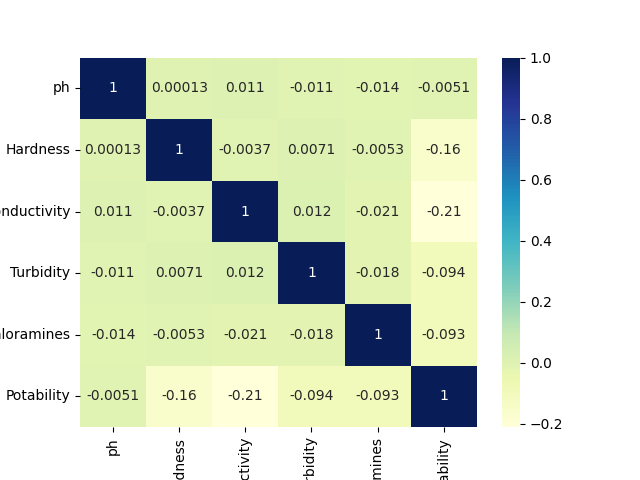 ph 1 0.00013 0.011 -0.011 -0.014 -0.0051
Hardness 0.00013 1 -0.0037 0.0071 -0.0053 -0.16
nductivity 0.011 -0.0037 1 0.012 -0.021 -0.21
Turbidity -0.011 0.0071 0.012 1 -0.018 -0.094
loramines -0.014 -0.0053 -0.021 -0.018 1 -0.093
Potability -0.0051 -0.16 -0.21 -0.094 -0.093 1
ph
dness
ctivity
rbidity
mines
ability
1.0
0.8
0.6
0.4
0.2
0.0
−0.2